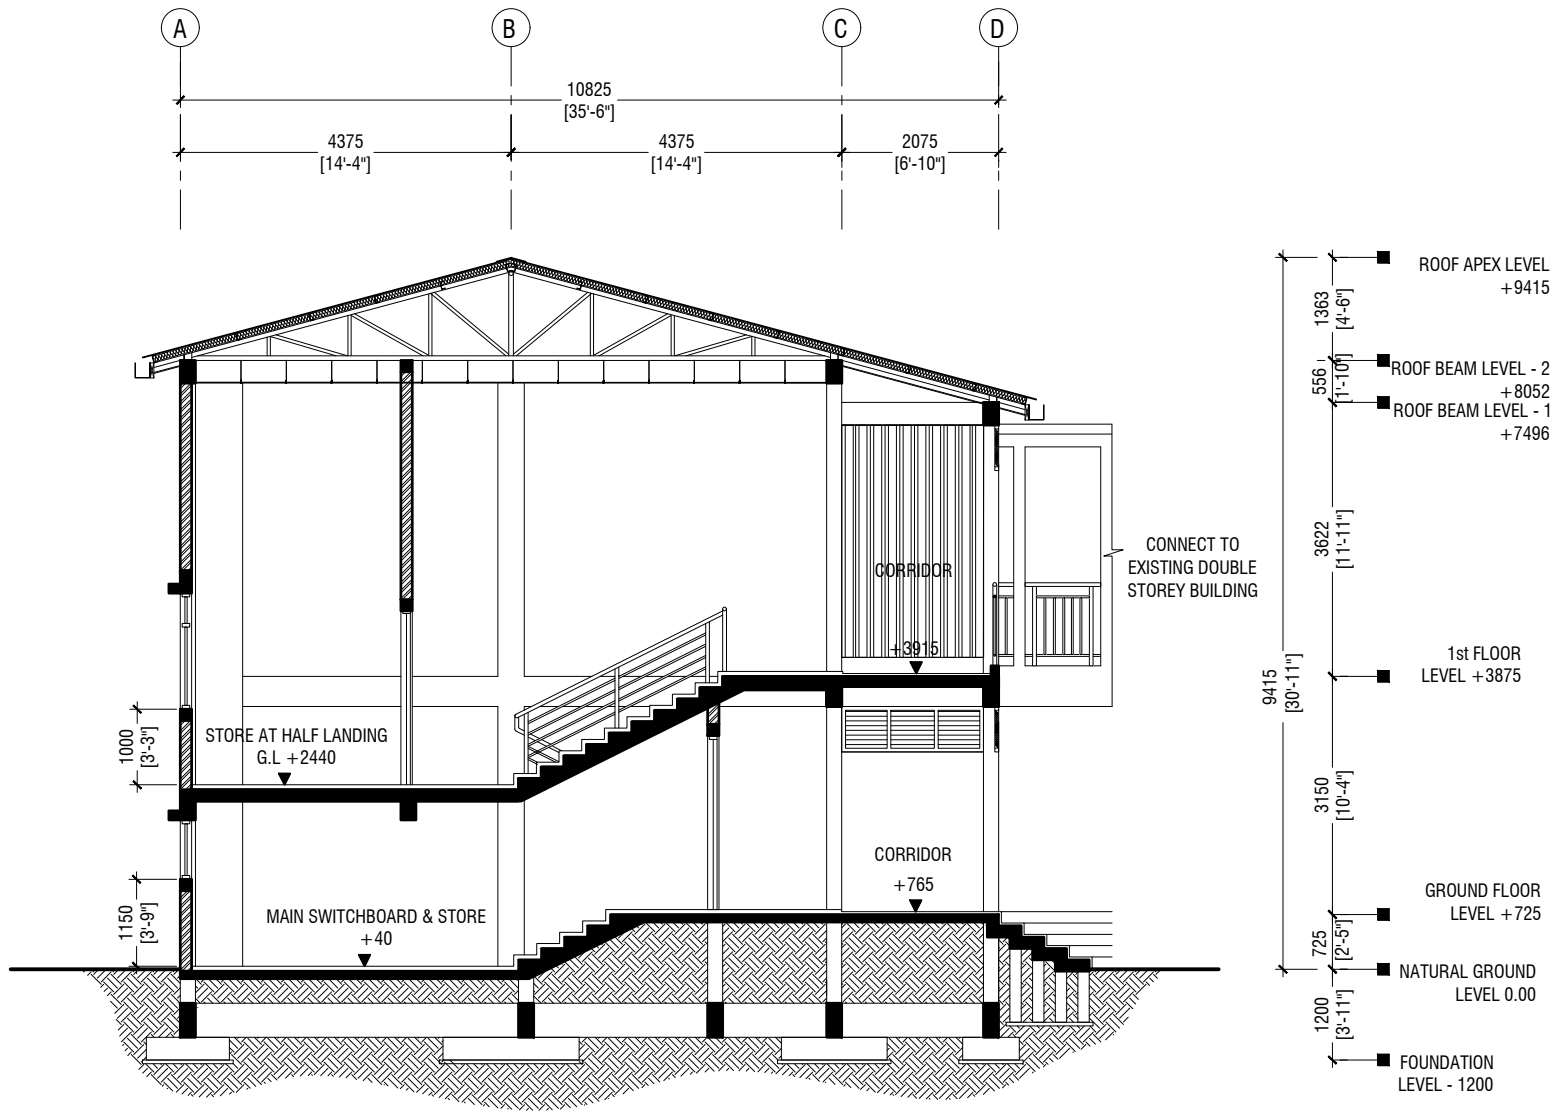 A
B
C
D
10825
[35'-6"]
4375
[14'-4"]
4375
[14'-4"]
2075
[6'-10"]
ROOF APEX LEVEL
+9415
1363
[4'-6"]
ROOF BEAM LEVEL - 2
+8052
556
[1'-10"]
ROOF BEAM LEVEL - 1
+7496
3622
[11'-11"]
CONNECT TO
EXISTING DOUBLE
STOREY BUILDING
CORRIDOR
+3915
1st FLOOR
LEVEL +3875
9415
[30'-11"]
1000
[3'-3"]
STORE AT HALF LANDING
G.L +2440
3150
[10'-4"]
CORRIDOR
+765
GROUND FLOOR
LEVEL +725
1150
[3'-9"]
MAIN SWITCHBOARD & STORE
+40
725
[2'-5"]
NATURAL GROUND
LEVEL 0.00
1200
[3'-11"]
FOUNDATION
LEVEL - 1200